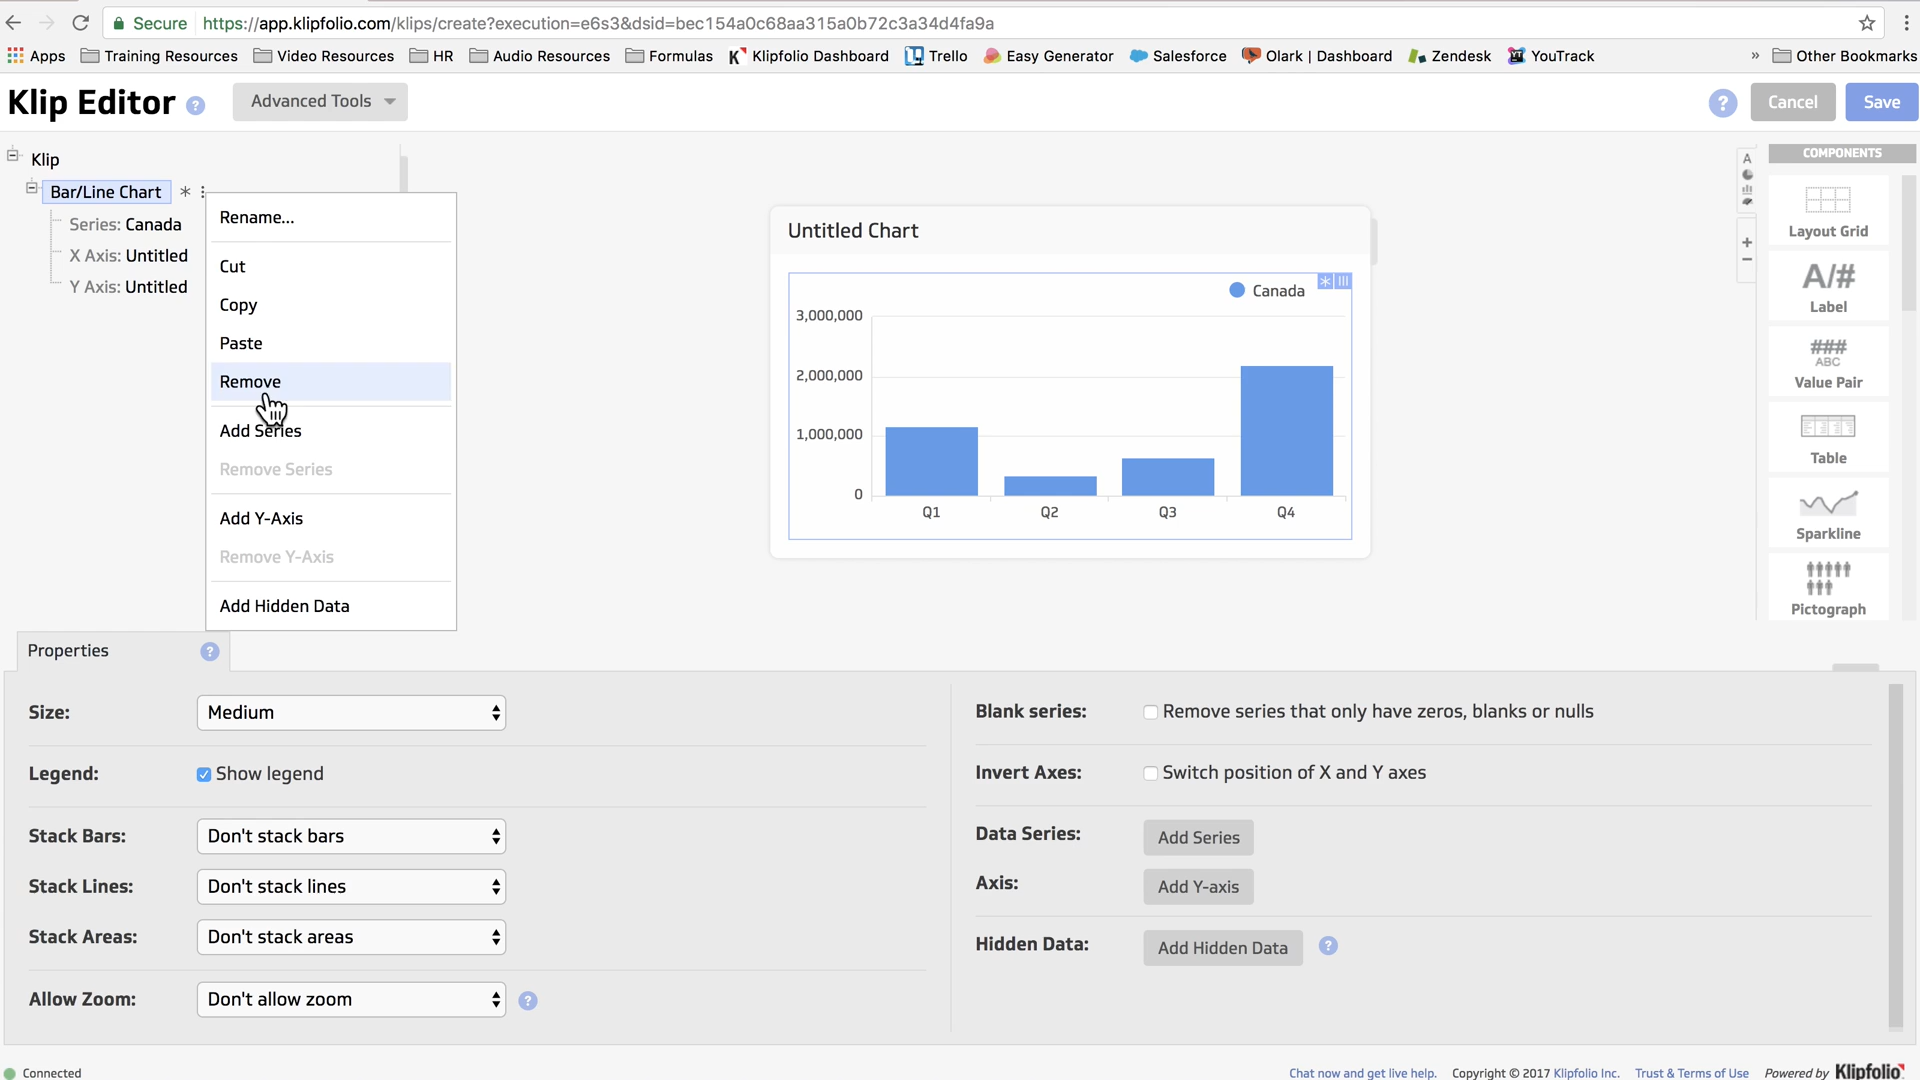 Secure https://app.klipfolio.com/klips/create?execution=e6s3&dsid=bec154a0c68aa315a0b72c3a34d4fa9a
Apps Training Resources Video Resources HR Audio Resources Formulas Klipfolio Dashboard Trello Easy Generator Salesforce Olark | Dashboard Zendesk YouTrack » Other Bookmarks
Klip Editor ? Advanced Tools ? Cancel Save
Klip
Bar/Line Chart *
Series: Canada
X Axis: Untitled
Y Axis: Untitled
Rename...
Cut
Copy
Paste
Remove
Add Series
Remove Series
Add Y-Axis
Remove Y-Axis
Add Hidden Data
Untitled Chart
Canada
3,000,000
2,000,000
1,000,000
0
Q1 Q2 Q3 Q4
A
COMPONENTS
Layout Grid
A/#
Label
###
ABC
Value Pair
Table
Sparkline
Pictograph
Properties ?
Size: Medium
Legend: Show legend
Stack Bars: Don't stack bars
Stack Lines: Don't stack lines
Stack Areas: Don't stack areas
Allow Zoom: Don't allow zoom ?
Blank series: Remove series that only have zeros, blanks or nulls
Invert Axes: Switch position of X and Y axes
Data Series: Add Series
Axis: Add Y-axis
Hidden Data: Add Hidden Data ?
Connected
Chat now and get live help. Copyright © 2017 Klipfolio Inc. Trust & Terms of Use Powered by Klipfolio